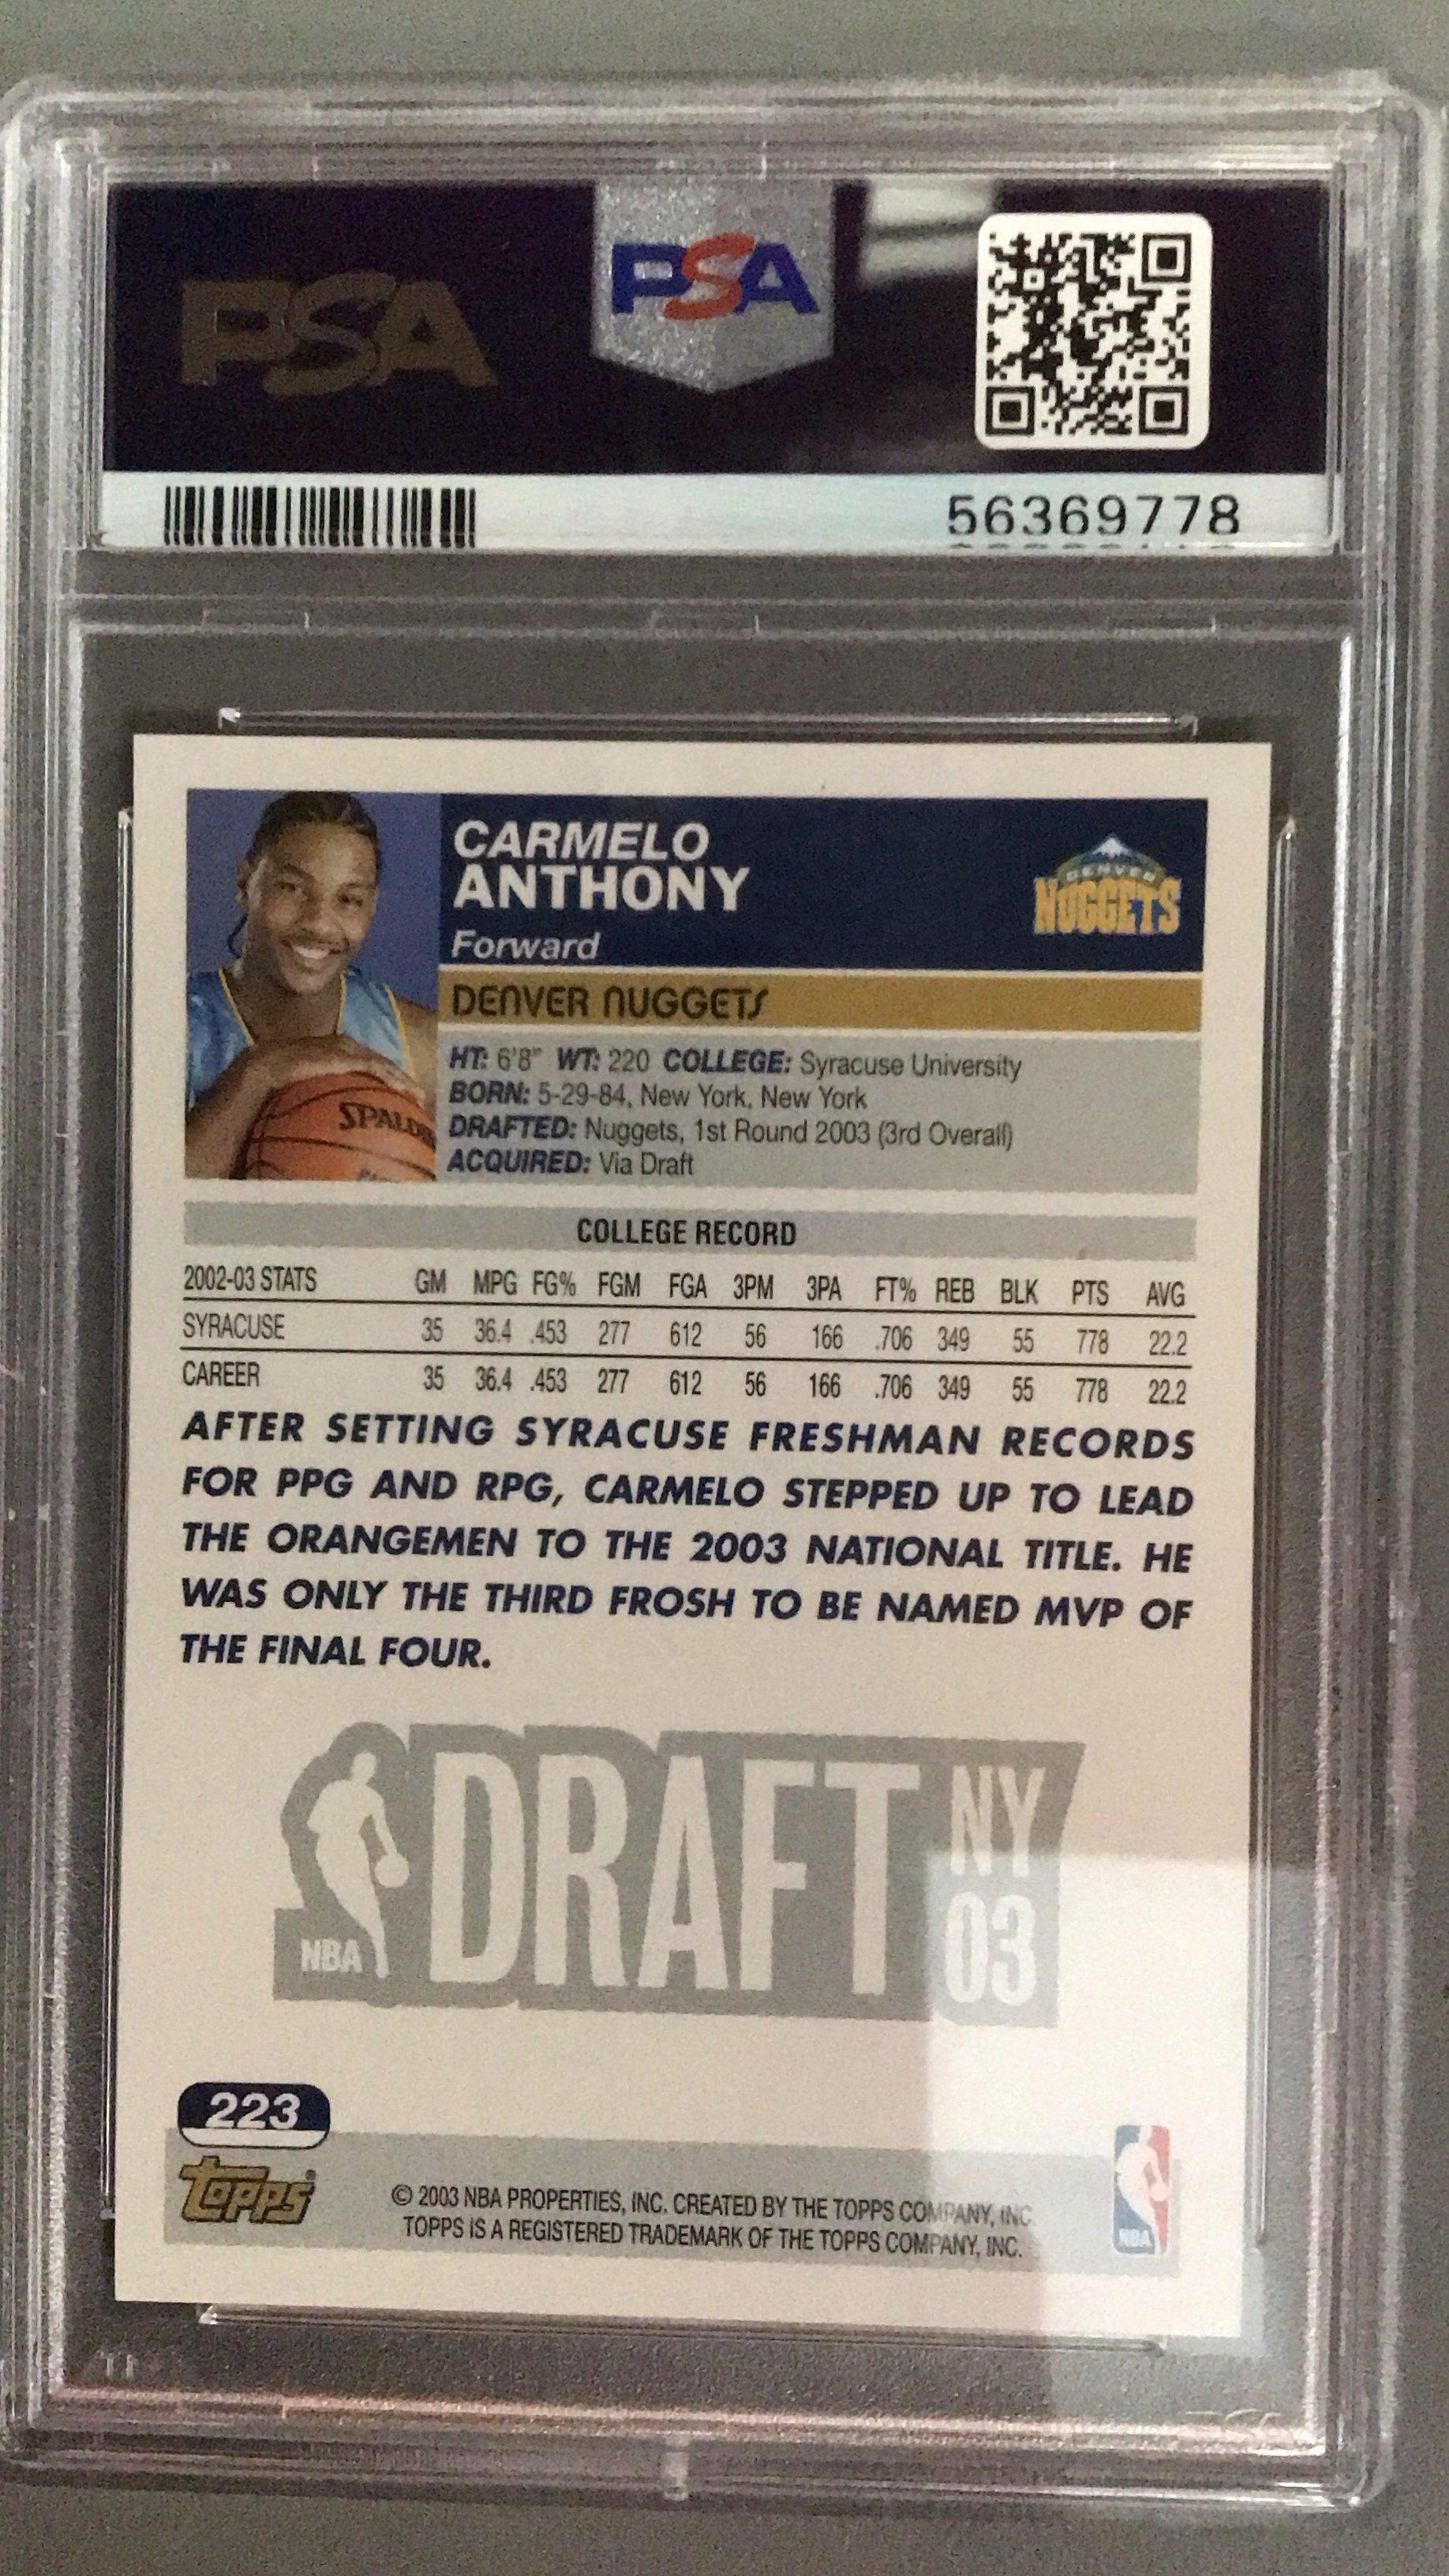 PSA
PSA
56369778
CARMELO
ANTHONY
Forward
DENVER
NUGGETS
DENVER NUGGETS
HT: 6'8" WT: 220 COLLEGE: Syracuse University
BORN: 5-29-84, New York, New York
DRAFTED: Nuggets, 1st Round 2003 (3rd Overall)
ACQUIRED: Via Draft
COLLEGE RECORD
2002-03 STATS GM MPG FG% FGM FGA 3PM 3PA FT% REB BLK PTS AVG
SYRACUSE 35 36.4 .453 277 612 56 166 .706 349 55 778 22.2
CAREER 35 36.4 .453 277 612 56 166 .706 349 55 778 22.2
AFTER SETTING SYRACUSE FRESHMAN RECORDS
FOR PPG AND RPG, CARMELO STEPPED UP TO LEAD
THE ORANGEMEN TO THE 2003 NATIONAL TITLE. HE
WAS ONLY THE THIRD FROSH TO BE NAMED MVP OF
THE FINAL FOUR.
NBA DRAFT NY
03
223
topps®
© 2003 NBA PROPERTIES, INC. CREATED BY THE TOPPS COMPANY, INC.
TOPPS IS A REGISTERED TRADEMARK OF THE TOPPS COMPANY, INC.
NBA